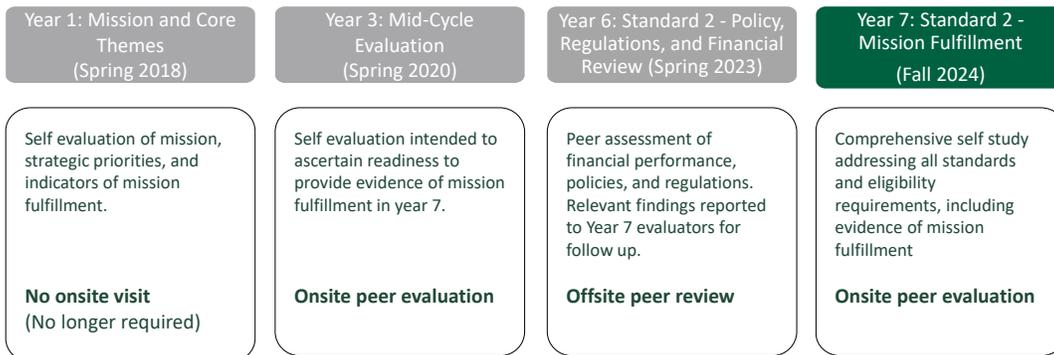 Year 1: Mission and Core
Themes
(Spring 2018)
Self evaluation of mission,
strategic priorities, and
indicators of mission
fulfillment.
No onsite visit
(No longer required)
Year 3: Mid-Cycle
Evaluation
(Spring 2020)
Self evaluation intended to
ascertain readiness to
provide evidence of mission
fulfillment in year 7.
Onsite peer evaluation
Year 6: Standard 2 - Policy,
Regulations, and Financial
Review (Spring 2023)
Peer assessment of
financial performance,
policies, and regulations.
Relevant findings reported
to Year 7 evaluators for
follow up.
Offsite peer review
Year 7: Standard 2 -
Mission Fulfillment
(Fall 2024)
Comprehensive self study
addressing all standards
and eligibility
requirements, including
evidence of mission
fulfillment
Onsite peer evaluation